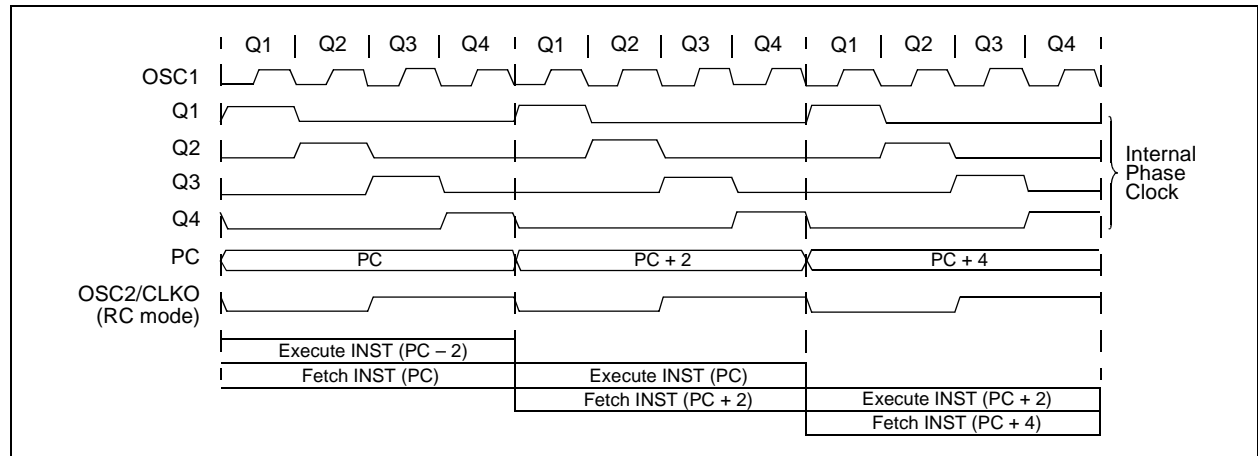 Q1 Q2 Q3 Q4 Q1 Q2 Q3 Q4 Q1 Q2 Q3 Q4
OSC1
Q1
Q2
Q3
Q4
Internal
Phase
Clock
PC
PC PC + 2 PC + 4
OSC2/CLKO
(RC mode)
Execute INST (PC – 2)
Fetch INST (PC) Execute INST (PC)
Fetch INST (PC + 2) Execute INST (PC + 2)
Fetch INST (PC + 4)